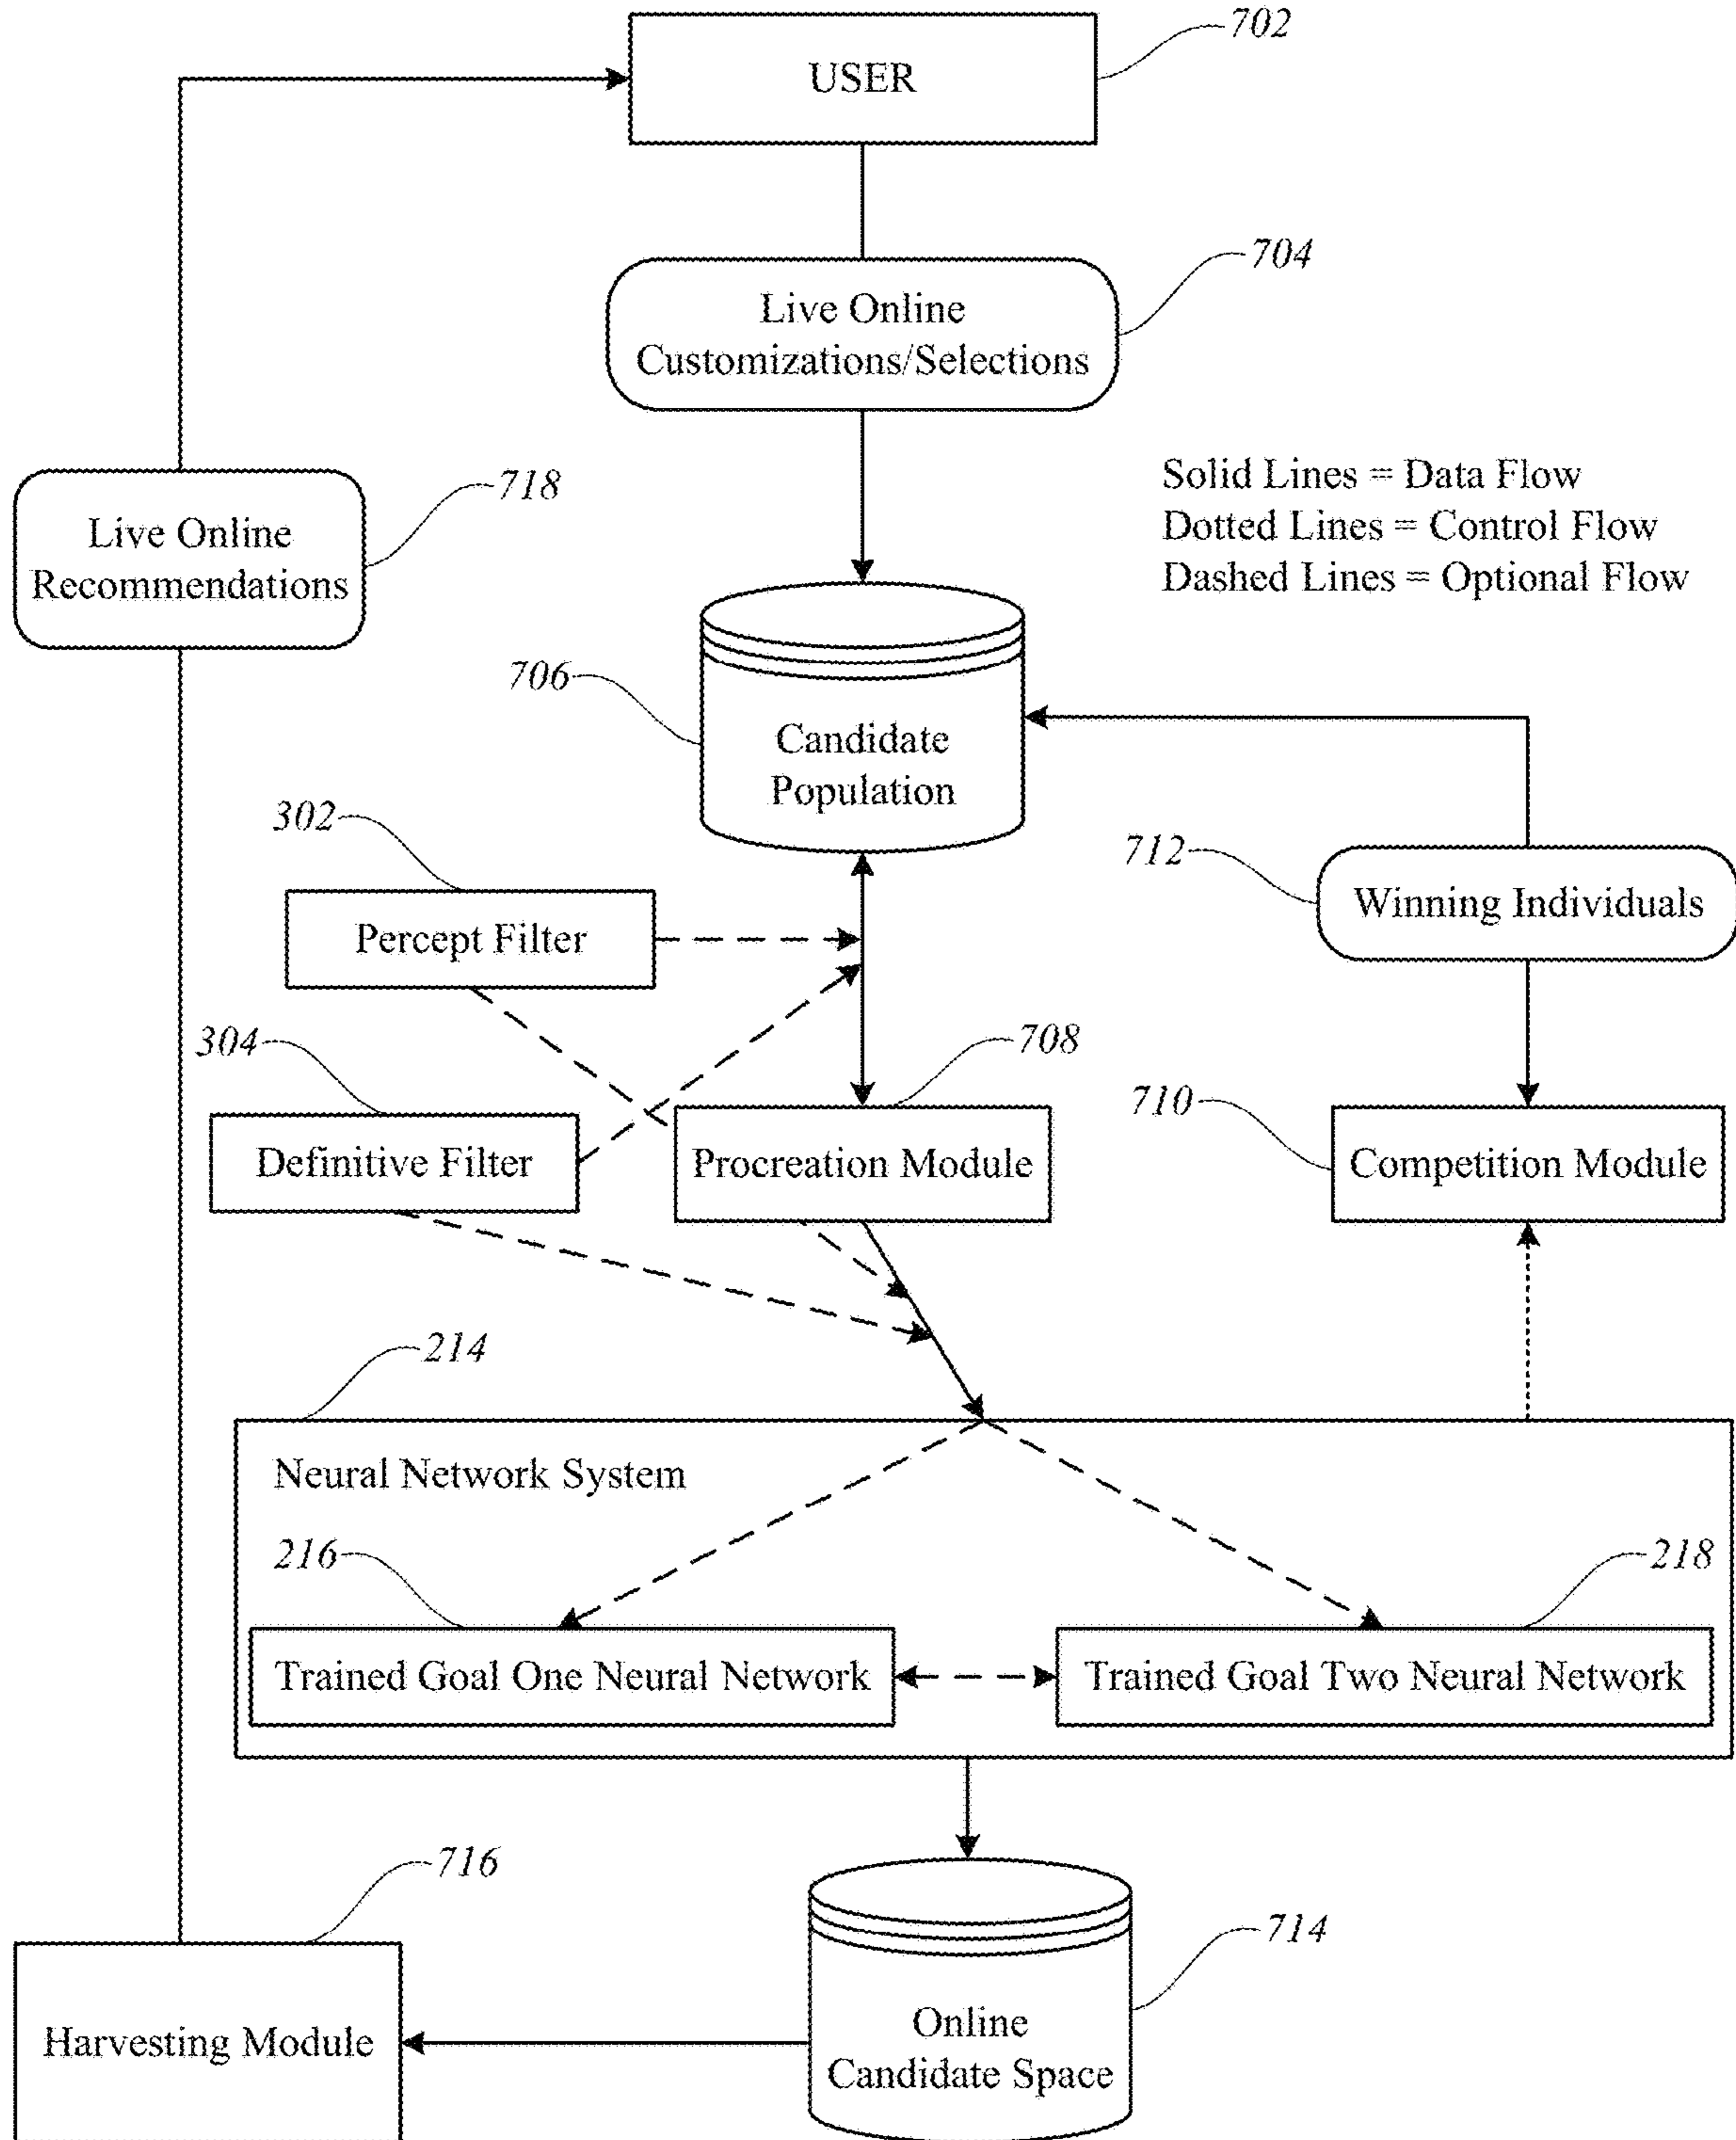 702
USER
704
Live Online
Customizations/Selections
718
Live Online
Recommendations
Solid Lines = Data Flow
Dotted Lines = Control Flow
Dashed Lines = Optional Flow
706
Candidate
Population
302
Percept Filter
712
Winning Individuals
304
Definitive Filter
708
Procreation Module
710
Competition Module
214
Neural Network System
216
Trained Goal One Neural Network
218
Trained Goal Two Neural Network
716
Harvesting Module
714
Online
Candidate Space